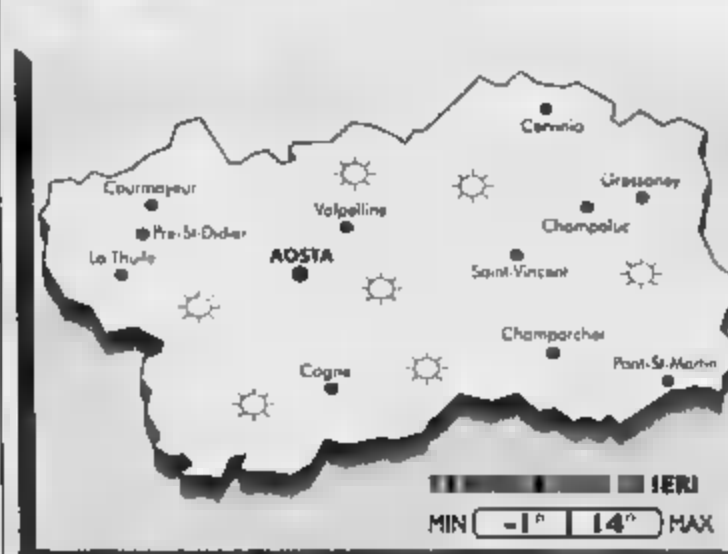 Cervinia
Courmayeur
Gressoney
Valpelline
Champoluc
Pré-St-Didier
La Thuile
AOSTA
Saint-Vincent
Champorcher
Cogne
Pont-St-Martin
IERI
MIN -1° 14° MAX